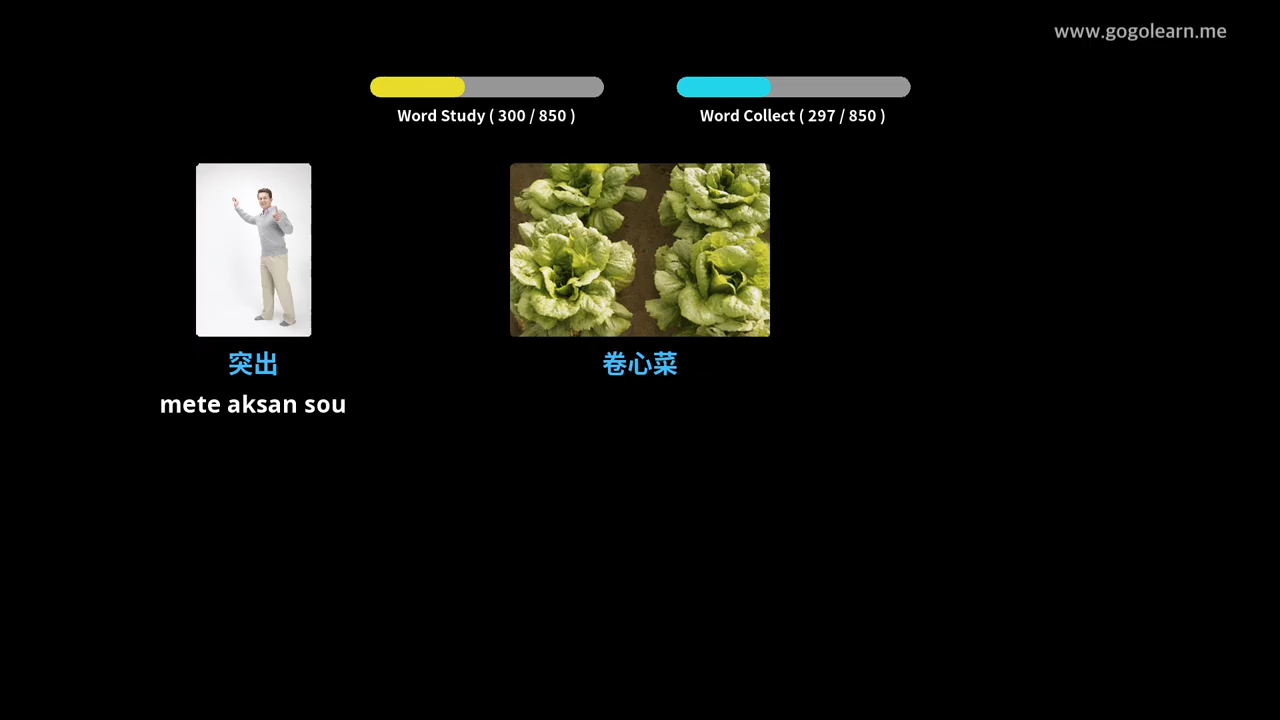 www.gogolearn.me
Word Study ( 300 / 850 )
Word Collect ( 297 / 850 )
突出
卷心菜
mete aksan sou